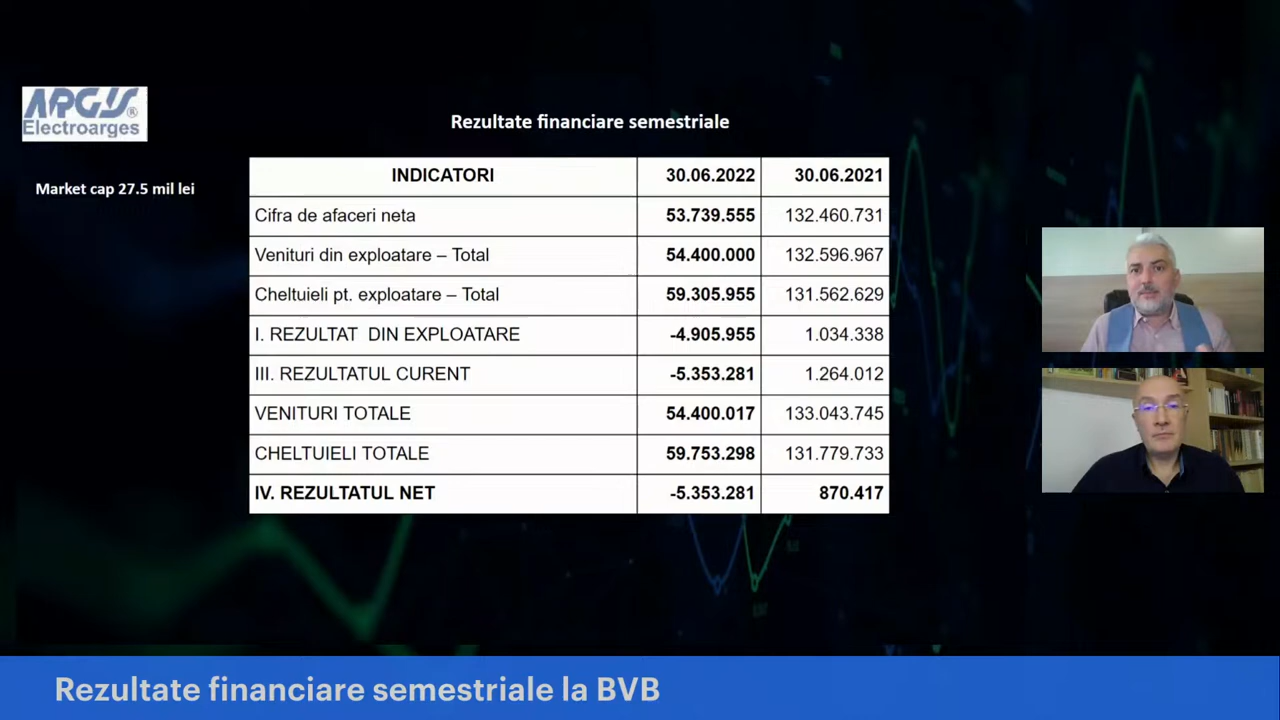 ARGIS®
Electroarges
Market cap 27.5 mil lei
Rezultate financiare semestriale
INDICATORI 30.06.2022 30.06.2021
Cifra de afaceri neta 53.739.555 132.460.731
Venituri din exploatare – Total 54.400.000 132.596.967
Cheltuieli pt. exploatare – Total 59.305.955 131.562.629
I. REZULTAT DIN EXPLOATARE -4.905.955 1.034.338
III. REZULTATUL CURENT -5.353.281 1.264.012
VENITURI TOTALE 54.400.017 133.043.745
CHELTUIELI TOTALE 59.753.298 131.779.733
IV. REZULTATUL NET -5.353.281 870.417
Rezultate financiare semestriale la BVB